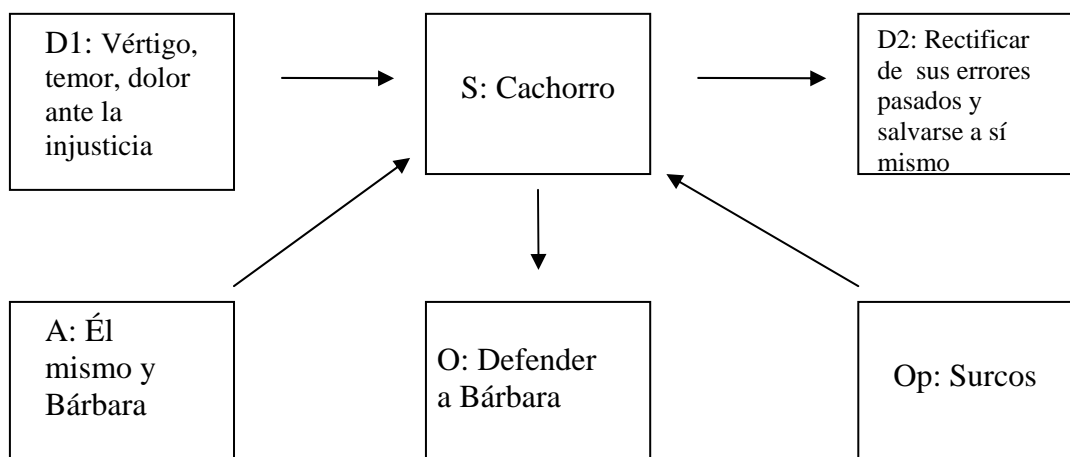 D1: Vértigo,
temor, dolor
ante la
injusticia
S: Cachorro
D2: Rectificar
de sus errores
pasados y
salvarse a sí
mismo
A: Él
mismo y
Bárbara
O: Defender
a Bárbara
Op: Surcos